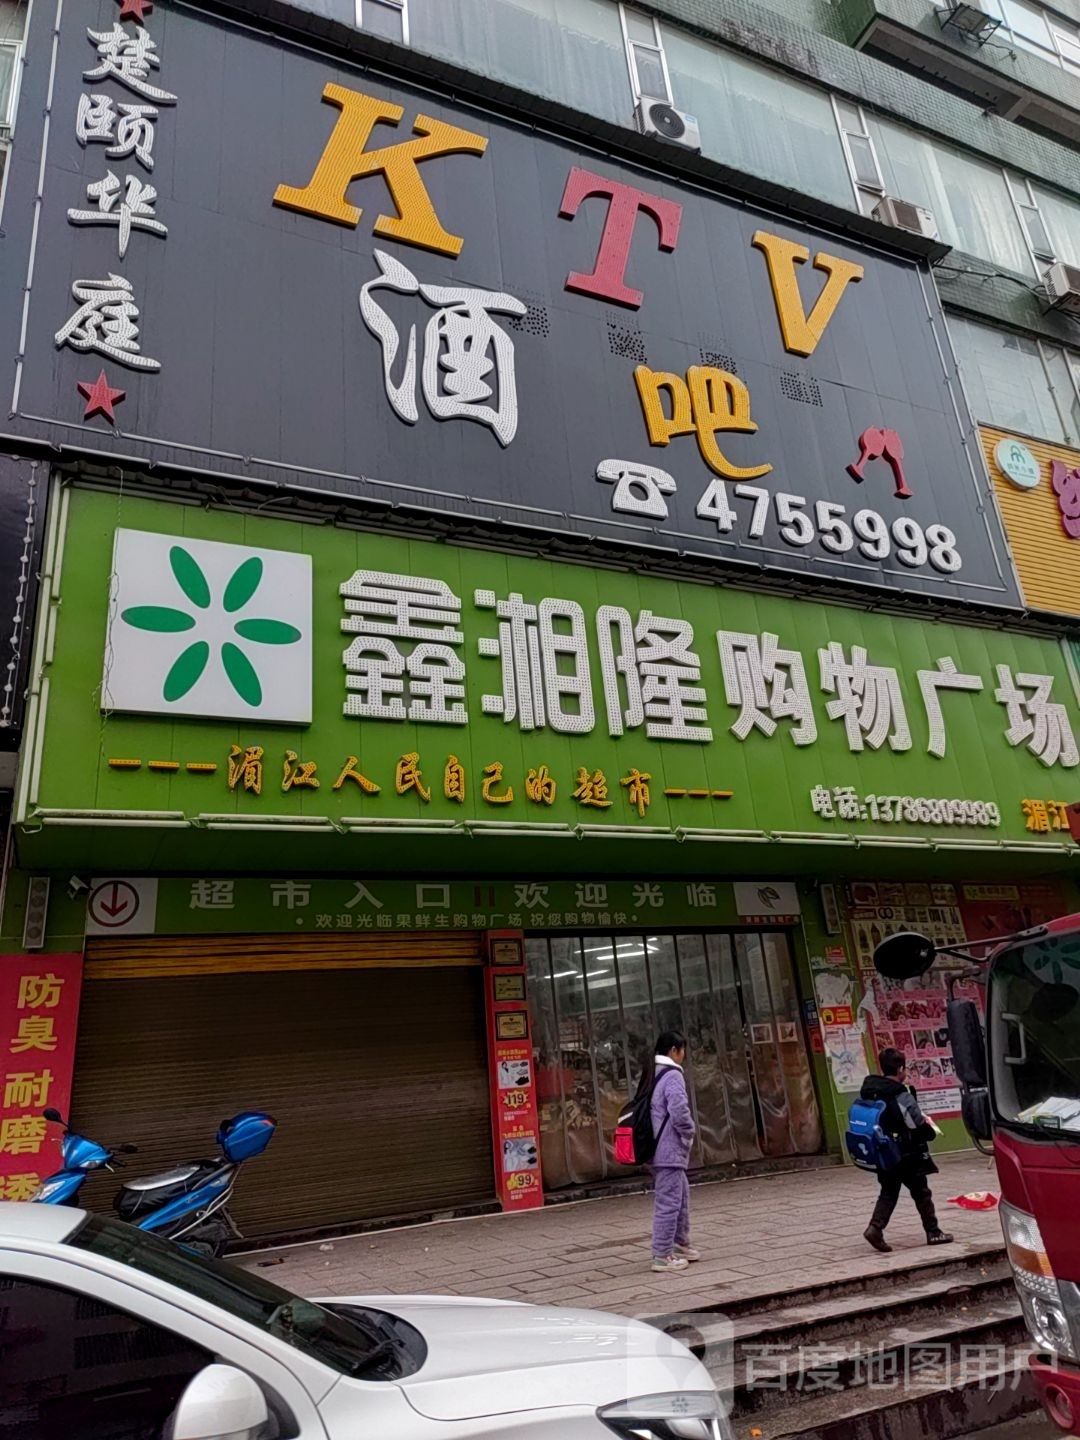 楚颐华庭
KTV
酒吧
4755998
鑫湘隆购物广场
---湄江人民自己的超市---
电话:13786809989
湄江
超市入口 欢迎光临
·欢迎光临果鲜生购物广场 祝您购物愉快·
防臭耐磨
119
99
百度地图用户